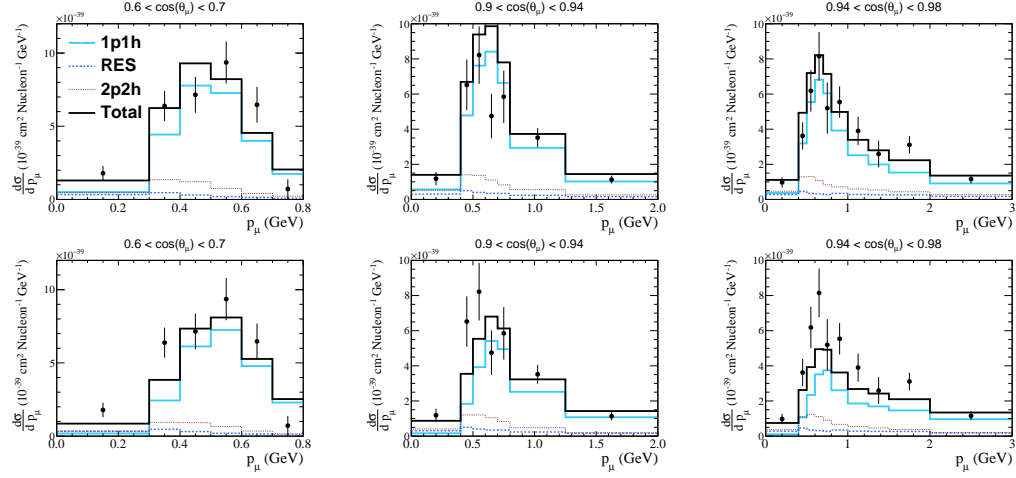 0.6 < cos(θμ) < 0.7
×10⁻³⁹
dσ/d pμ (10⁻³⁹ cm² Nucleon⁻¹ GeV⁻¹)
10
5
0
1p1h
RES
2p2h
Total
0.0 0.2 0.4 0.6 0.8
pμ (GeV)
0.9 < cos(θμ) < 0.94
×10⁻³⁹
dσ/d pμ (10⁻³⁹ cm² Nucleon⁻¹ GeV⁻¹)
10
8
6
4
2
0
0.0 0.5 1.0 1.5 2.0
pμ (GeV)
0.94 < cos(θμ) < 0.98
×10⁻³⁹
dσ/d pμ (10⁻³⁹ cm² Nucleon⁻¹ GeV⁻¹)
10
8
6
4
2
0
0 1 2 3
pμ (GeV)
0.6 < cos(θμ) < 0.7
×10⁻³⁹
dσ/d pμ (10⁻³⁹ cm² Nucleon⁻¹ GeV⁻¹)
10
5
0
0.0 0.2 0.4 0.6 0.8
pμ (GeV)
0.9 < cos(θμ) < 0.94
×10⁻³⁹
dσ/d pμ (10⁻³⁹ cm² Nucleon⁻¹ GeV⁻¹)
10
8
6
4
2
0
0.0 0.5 1.0 1.5 2.0
pμ (GeV)
0.94 < cos(θμ) < 0.98
×10⁻³⁹
dσ/d pμ (10⁻³⁹ cm² Nucleon⁻¹ GeV⁻¹)
10
8
6
4
2
0
0 1 2 3
pμ (GeV)